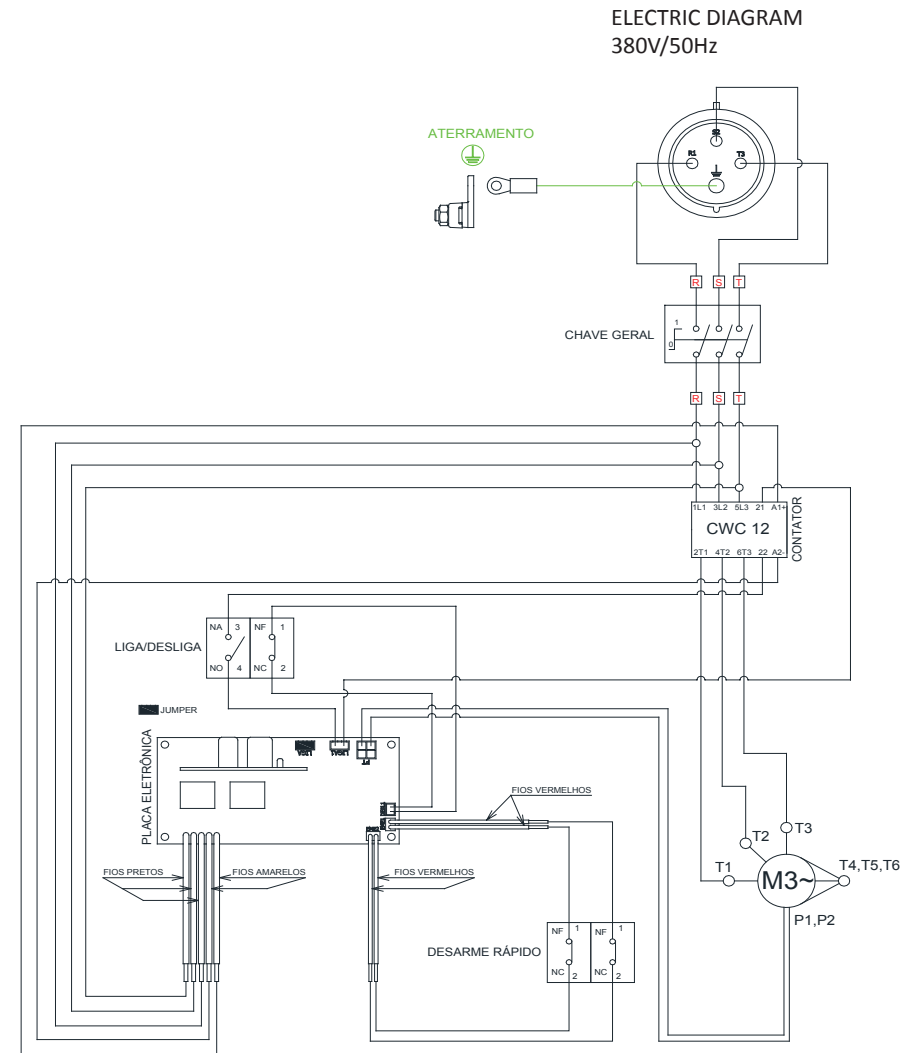 ELECTRIC DIAGRAM
380V/50Hz
ATERRAMENTO
S2
R1
T3
R S T
CHAVE GERAL
1
0
R S T
1L1 3L2 5L3 21 A1+
CWC 12
CONTATOR
2T1 4T2 6T3 22 A2-
LIGA/DESLIGA
NA 3 NF 1
NO 4 NC 2
JUMPER
PLACA ELETRÔNICA
PT
FIOS VERMELHOS
FIOS PRETOS
FIOS AMARELOS
FIOS VERMELHOS
T3
T2
T1
M3~
T4,T5,T6
P1,P2
DESARME RÁPIDO
NF 1 NF 1
NC 2 NC 2